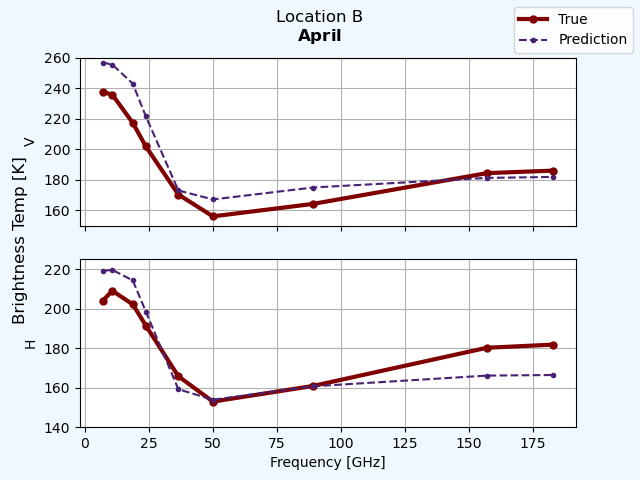 Location B
April
True
Prediction
260
240
220
200
180
160
V
Brightness Temp [K]
220
200
180
160
140
H
0
25
50
75
100
125
150
175
Frequency [GHz]